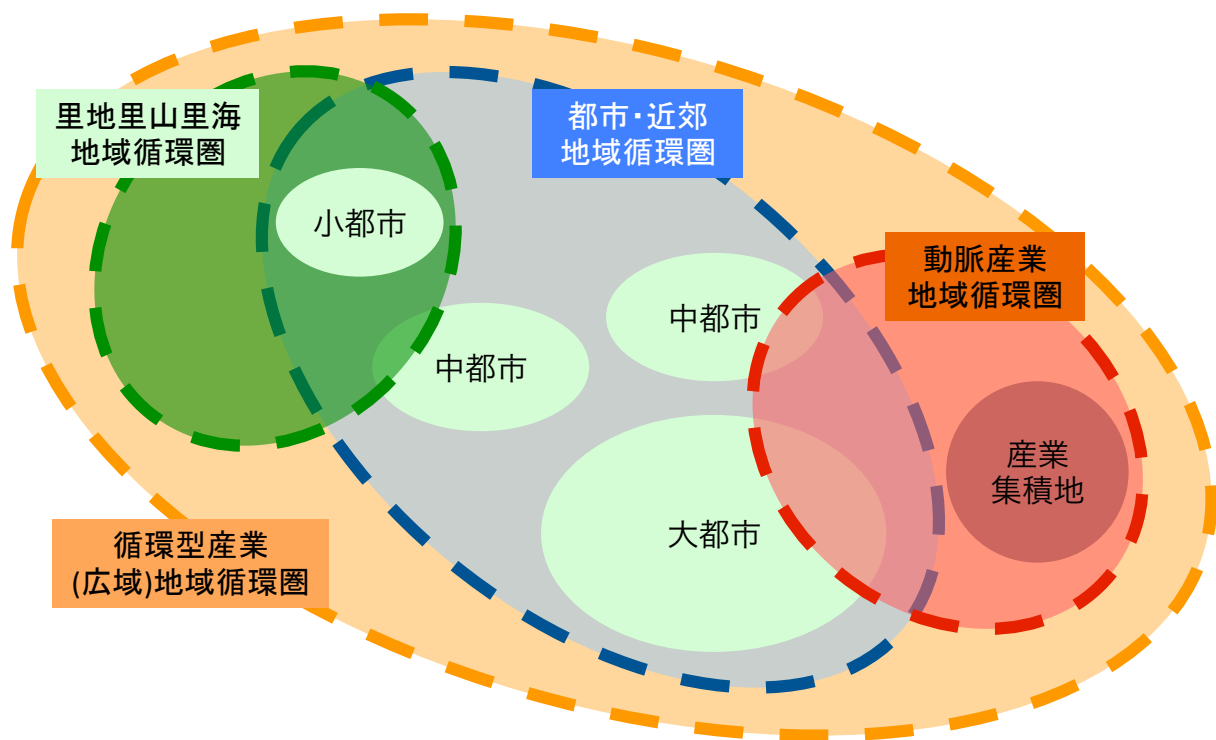 里地里山里海
地域循環圏
都市・近郊
地域循環圏
小都市
動脈産業
地域循環圏
中都市
中都市
産業
集積地
大都市
循環型産業
(広域)地域循環圏